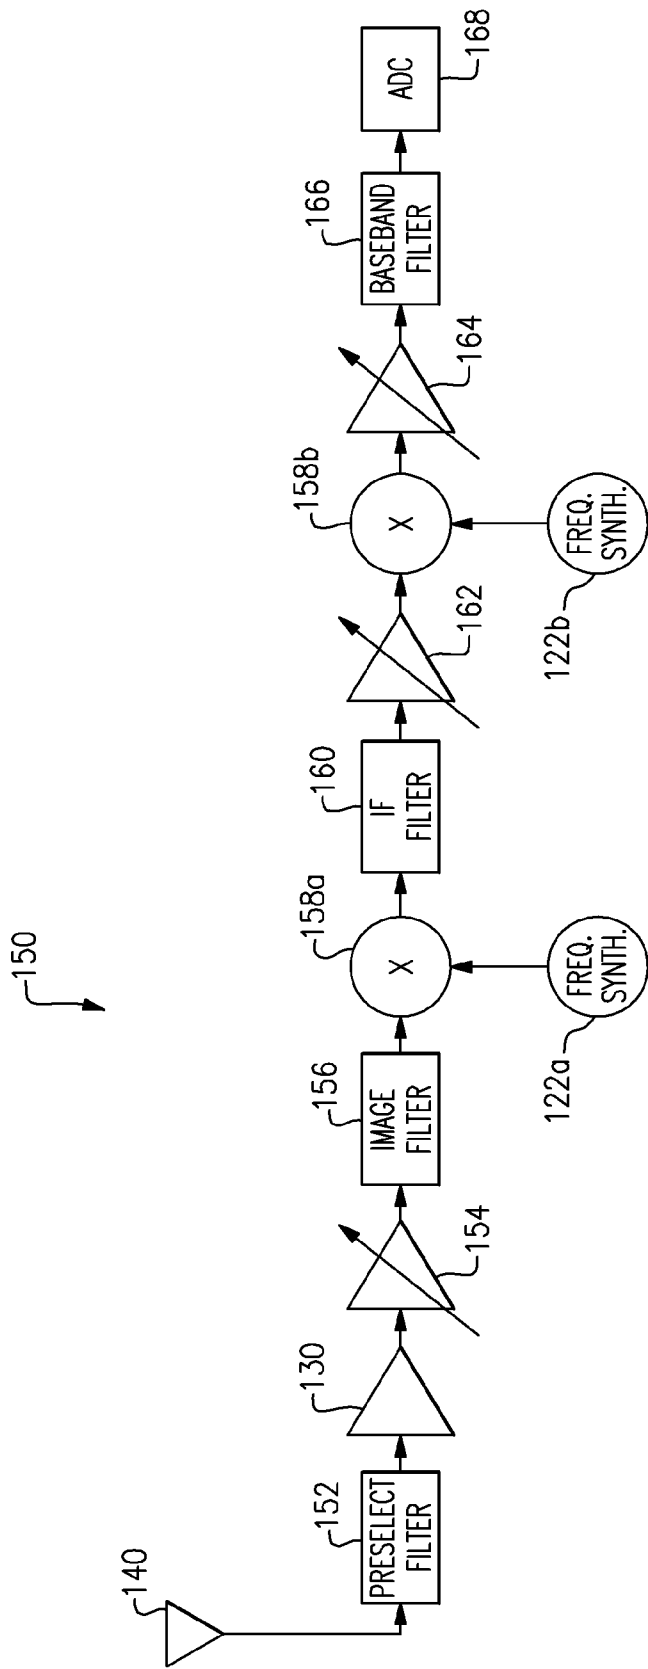 150
140
152
PRESELECT
FILTER
130
154
156
IMAGE
FILTER
158a
X
FREQ.
SYNTH.
122a
160
IF
FILTER
162
158b
X
FREQ.
SYNTH.
122b
164
166
BASEBAND
FILTER
ADC
168